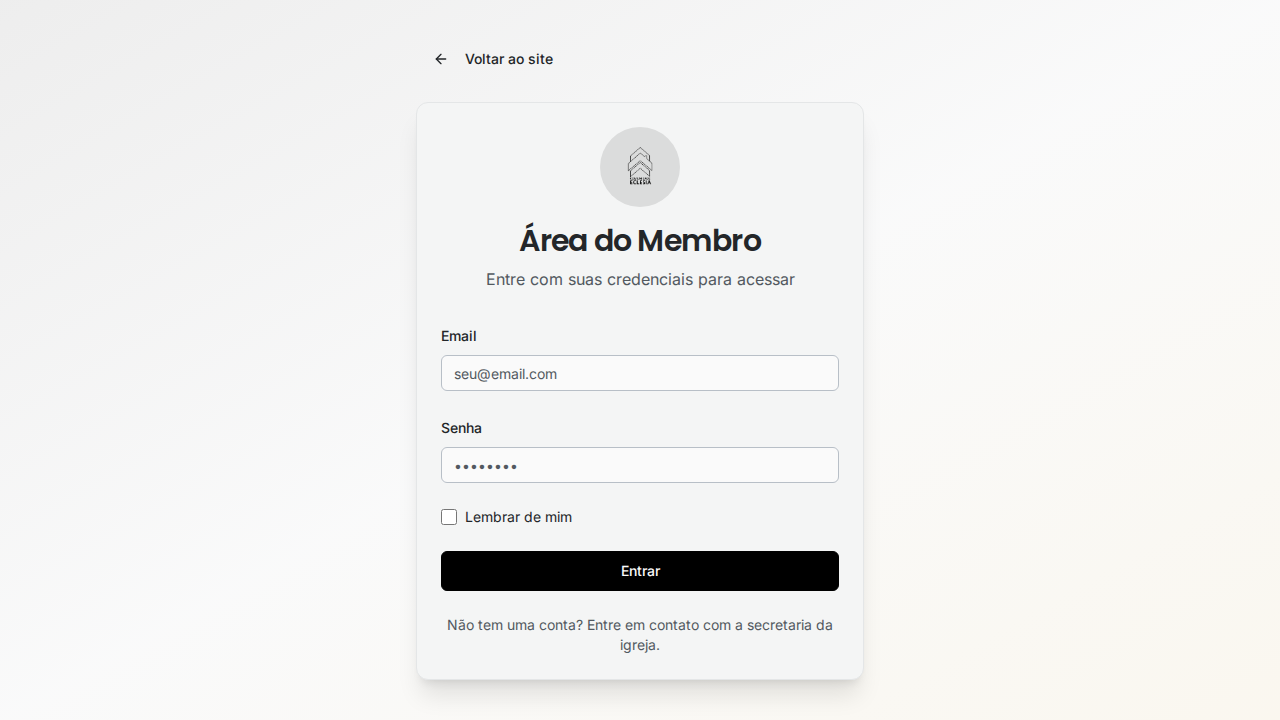 Voltar ao site
ECLESIA
Área do Membro
Entre com suas credenciais para acessar
Email
seu@email.com
Senha
••••••••
Lembrar de mim
Entrar
Não tem uma conta? Entre em contato com a secretaria da
igreja.